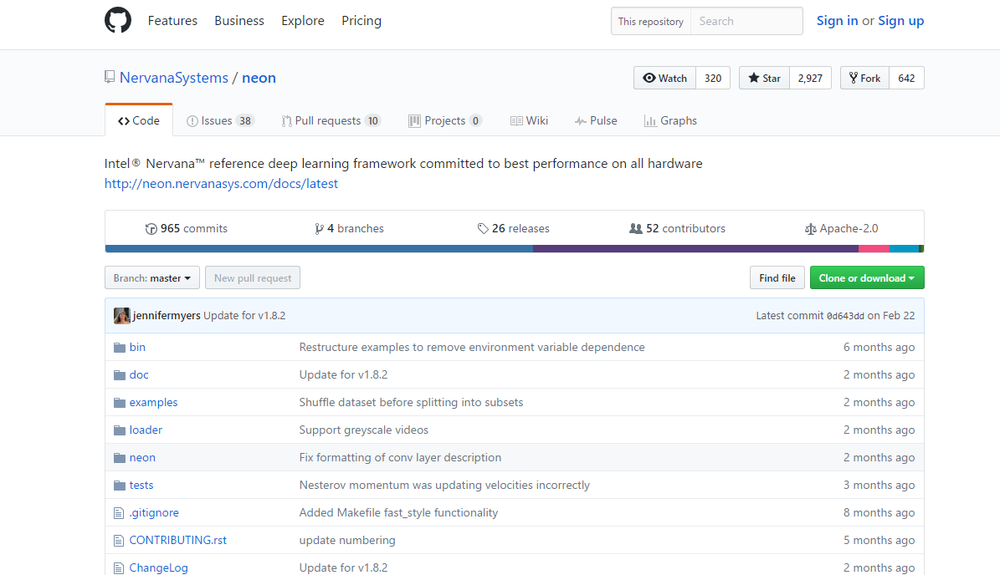 Features Business Explore Pricing This repository Search Sign in or Sign up
NervanaSystems / neon Watch 320 Star 2,927 Fork 642
Code Issues 38 Pull requests 10 Projects 0 Wiki Pulse Graphs
Intel® Nervana™ reference deep learning framework committed to best performance on all hardware
http://neon.nervanasys.com/docs/latest
965 commits 4 branches 26 releases 52 contributors Apache-2.0
Branch: master New pull request Find file Clone or download
jennifermyers Update for v1.8.2 Latest commit 0d643dd on Feb 22
bin Restructure examples to remove environment variable dependence 6 months ago
doc Update for v1.8.2 2 months ago
examples Shuffle dataset before splitting into subsets 2 months ago
loader Support greyscale videos 2 months ago
neon Fix formatting of conv layer description 2 months ago
tests Nesterov momentum was updating velocities incorrectly 3 months ago
.gitignore Added Makefile fast_style functionality 8 months ago
CONTRIBUTING.rst update numbering 5 months ago
ChangeLog Update for v1.8.2 2 months ago